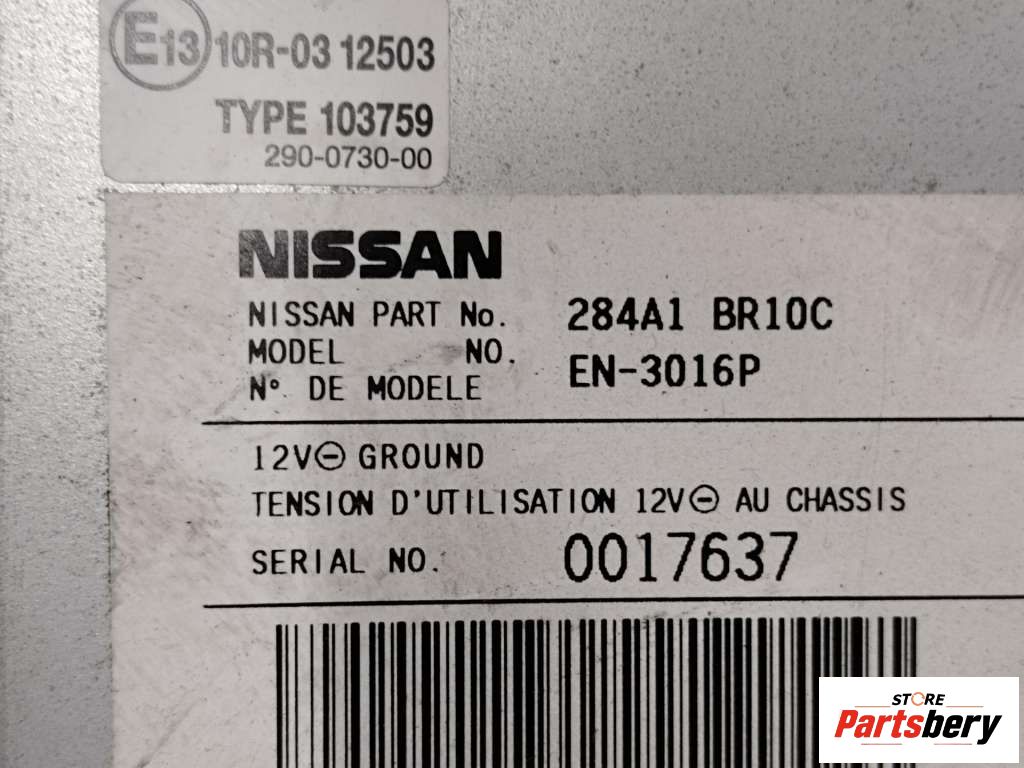 E13 10R-03 12503
TYPE 103759
290-0730-00
NISSAN
NISSAN PART No. 284A1 BR10C
MODEL NO. EN-3016P
N° DE MODELE
12V⊖ GROUND
TENSION D'UTILISATION 12V⊖ AU CHASSIS
SERIAL NO. 0017637
STORE
Partsbery